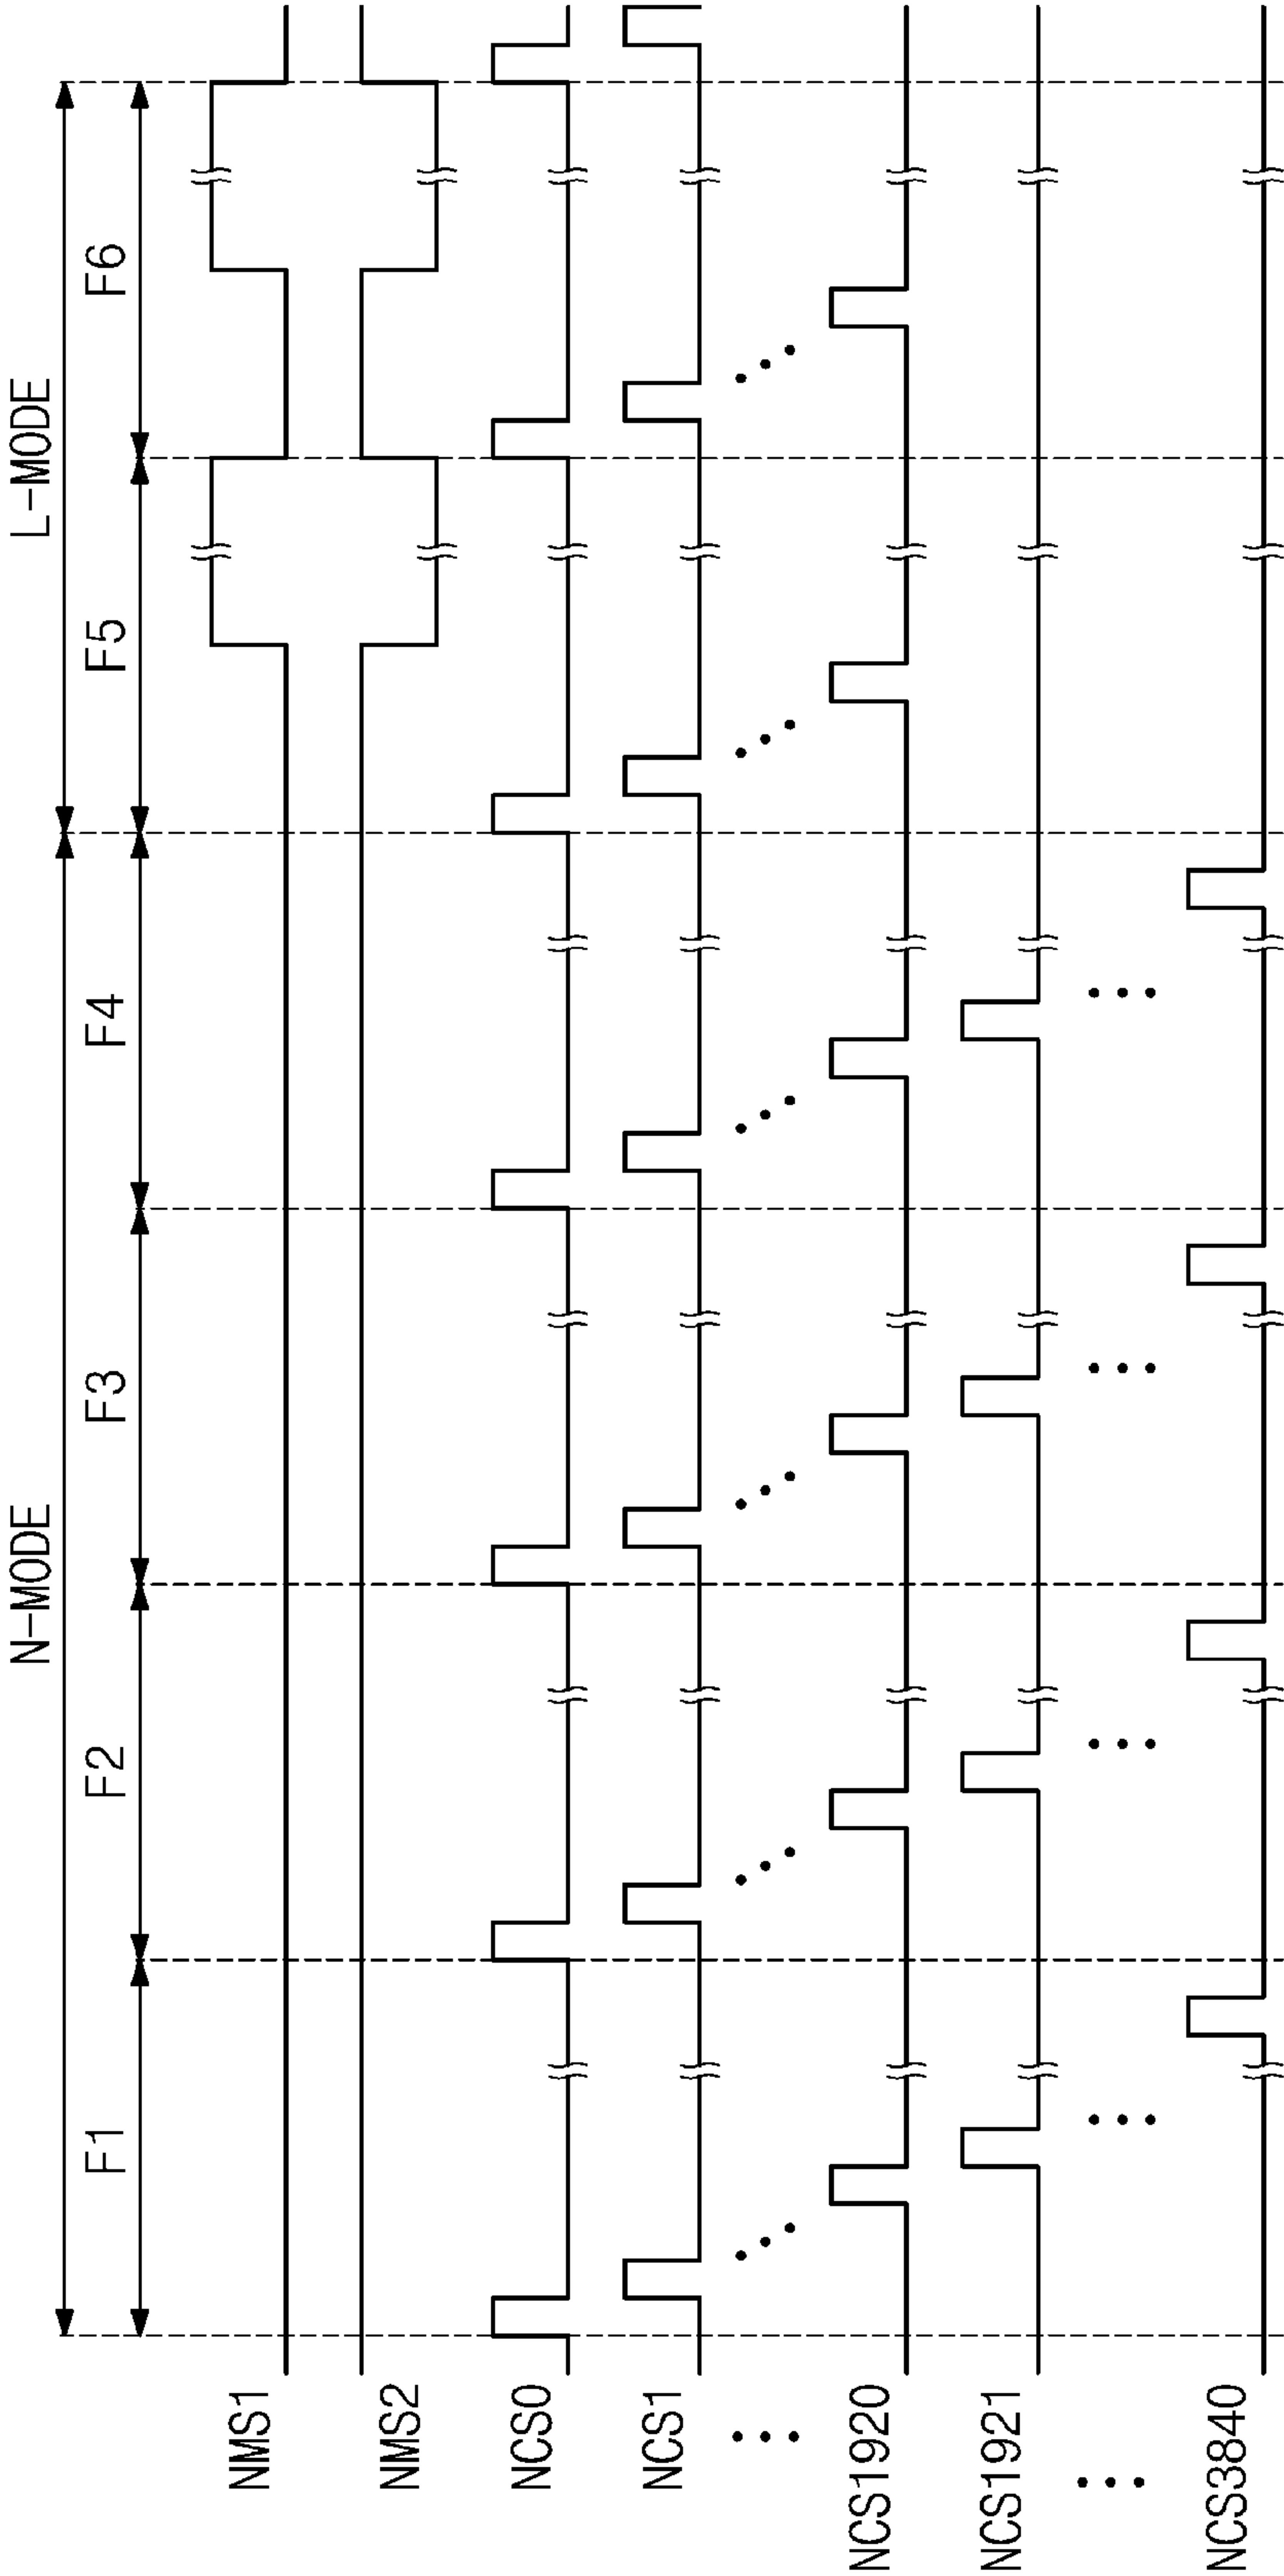 N-MODE
L-MODE
F1
F2
F3
F4
F5
F6
NMS1
NMS2
NCS0
NCS1
NCS1920
NCS1921
NCS3840